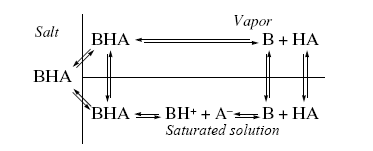 Salt
Vapor
BHA B + HA
BHA
BHA BH⁺ + A⁻ B + HA
Saturated solution